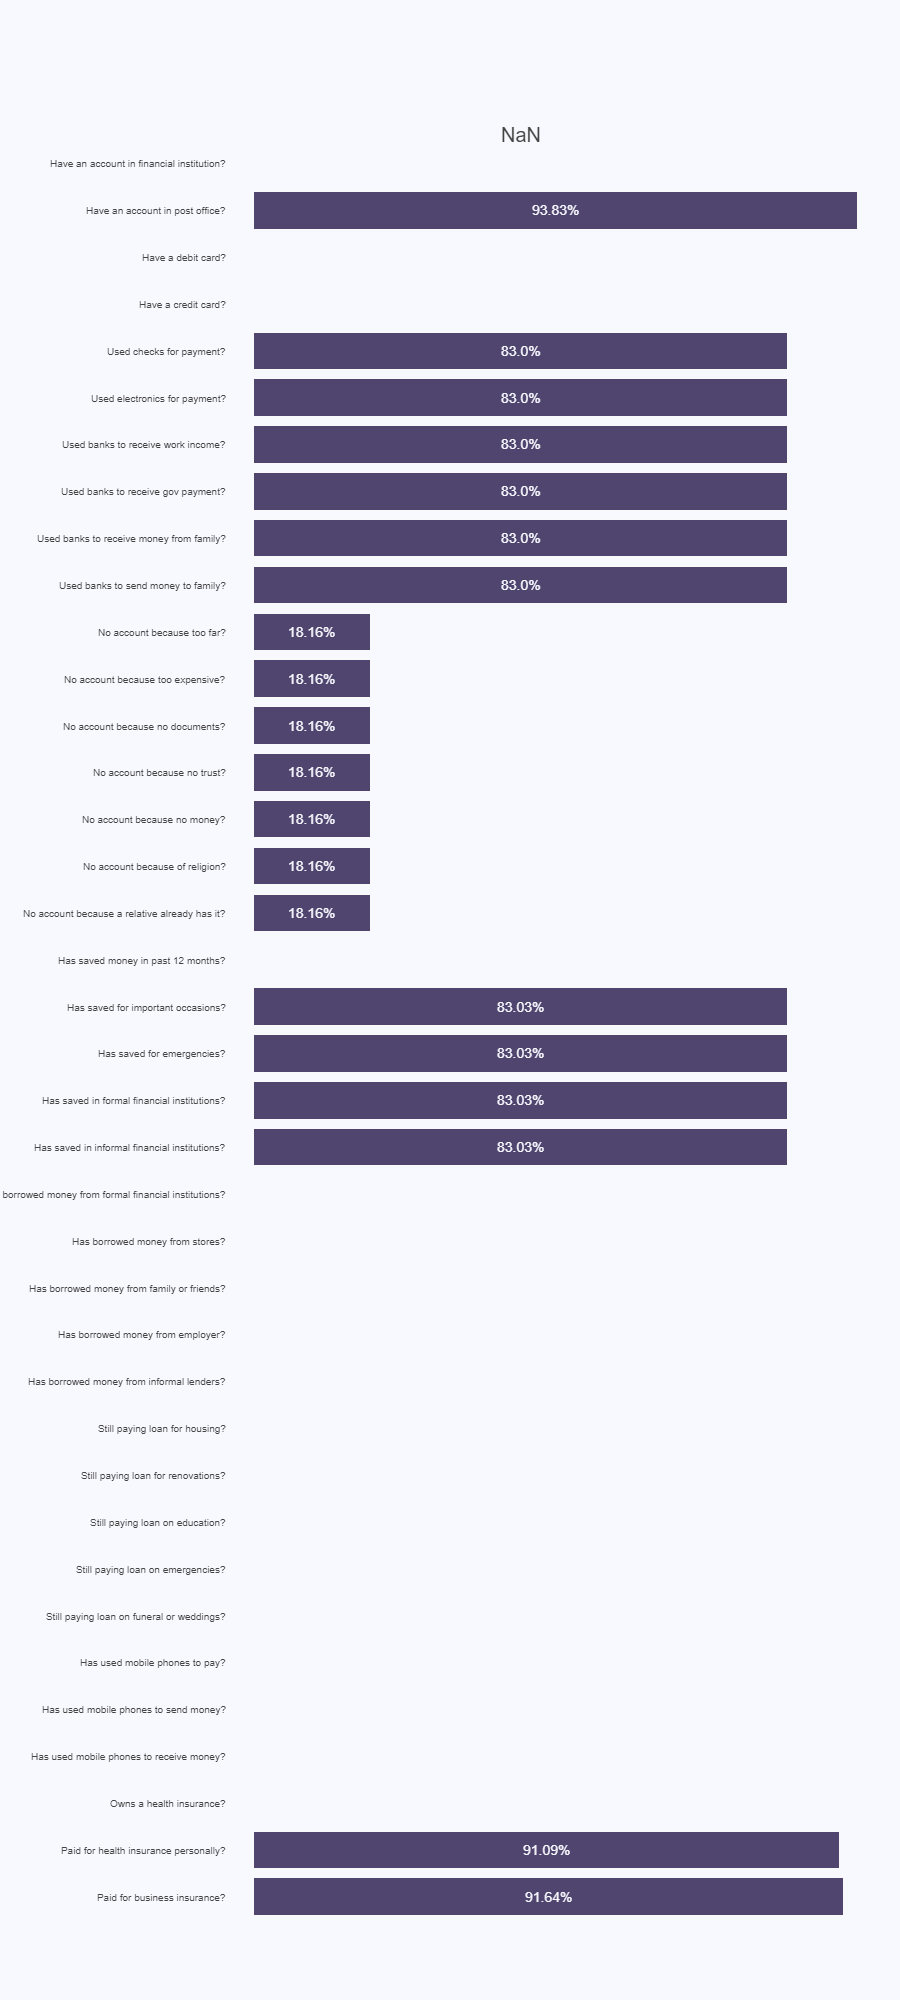 NaN
Have an account in financial institution?
Have an account in post office? 93.83%
Have a debit card?
Have a credit card?
Used checks for payment? 83.0%
Used electronics for payment? 83.0%
Used banks to receive work income? 83.0%
Used banks to receive gov payment? 83.0%
Used banks to receive money from family? 83.0%
Used banks to send money to family? 83.0%
No account because too far? 18.16%
No account because too expensive? 18.16%
No account because no documents? 18.16%
No account because no trust? 18.16%
No account because no money? 18.16%
No account because of religion? 18.16%
No account because a relative already has it? 18.16%
Has saved money in past 12 months?
Has saved for important occasions? 83.03%
Has saved for emergencies? 83.03%
Has saved in formal financial institutions? 83.03%
Has saved in informal financial institutions? 83.03%
borrowed money from formal financial institutions?
Has borrowed money from stores?
Has borrowed money from family or friends?
Has borrowed money from employer?
Has borrowed money from informal lenders?
Still paying loan for housing?
Still paying loan for renovations?
Still paying loan on education?
Still paying loan on emergencies?
Still paying loan on funeral or weddings?
Has used mobile phones to pay?
Has used mobile phones to send money?
Has used mobile phones to receive money?
Owns a health insurance?
Paid for health insurance personally? 91.09%
Paid for business insurance? 91.64%